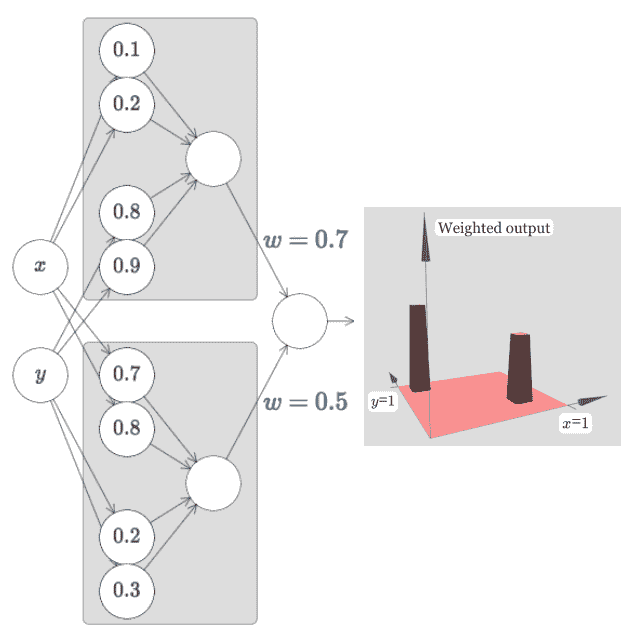 0.1
0.2
0.8
0.9
x
y
0.7
0.8
0.2
0.3
w = 0.7
w = 0.5
Weighted output
y=1
x=1